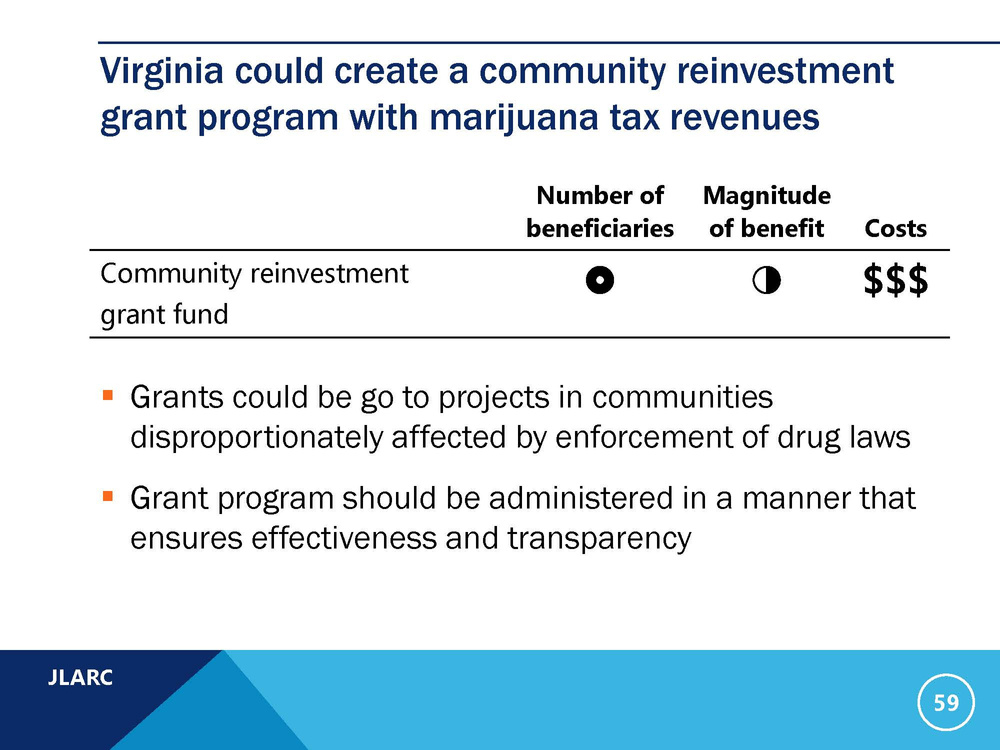 Virginia could create a community reinvestment
grant program with marijuana tax revenues
Number of
beneficiaries
Magnitude
of benefit
Costs
Community reinvestment
grant fund
$$$
Grants could be go to projects in communities
disproportionately affected by enforcement of drug laws
Grant program should be administered in a manner that
ensures effectiveness and transparency
JLARC
59